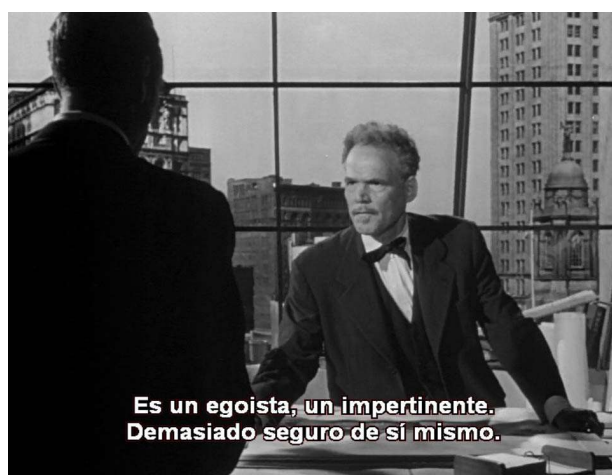 Es un egoista, un impertinente.
Demasiado seguro de sí mismo.